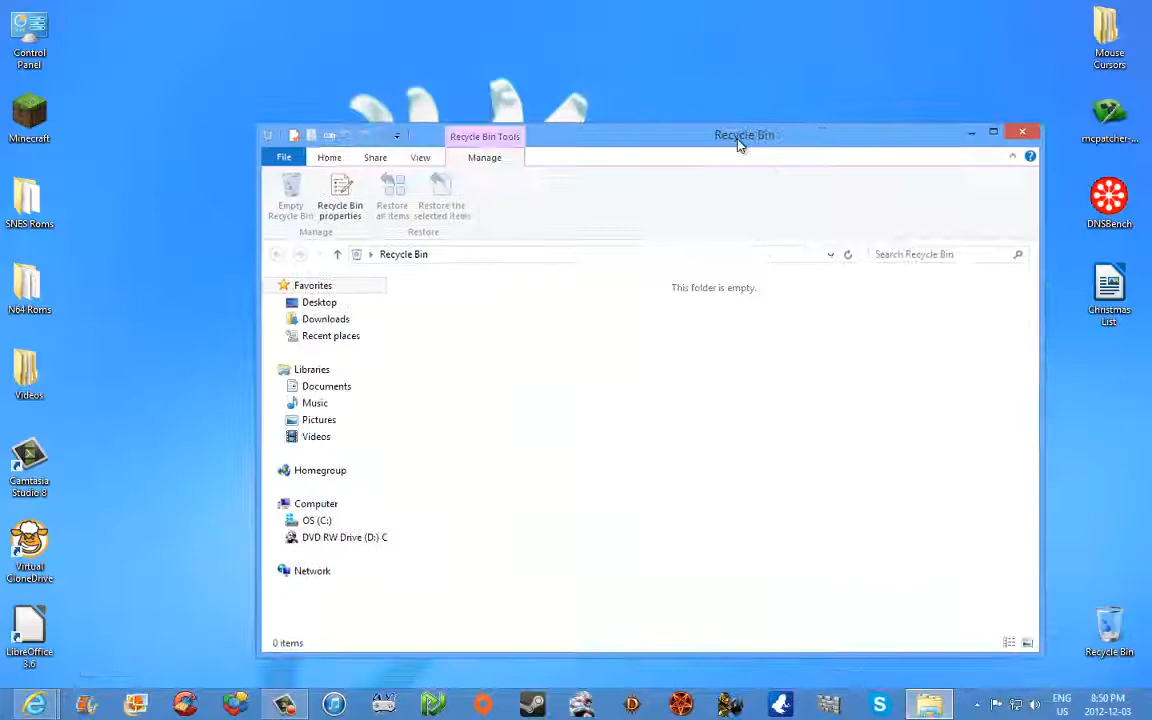 Control
Panel
Minecraft
SNES Roms
N64 Roms
Videos
Camtasia
Studio 8
Virtual
CloneDrive
LibreOffice
3.6
Mouse
Cursors
mcpatcher-...
DNSBench
Christmas
List
Recycle Bin
Recycle Bin Tools
Recycle Bin
File
Home
Share
View
Manage
Empty
Recycle Bin
Recycle Bin
properties
Restore
all items
Restore the
selected items
Manage
Restore
Recycle Bin
Search Recycle Bin
This folder is empty.
Favorites
Desktop
Downloads
Recent places
Libraries
Documents
Music
Pictures
Videos
Homegroup
Computer
OS (C:)
DVD RW Drive (D:) C
Network
0 items
ENG
US
8:50 PM
2012-12-03